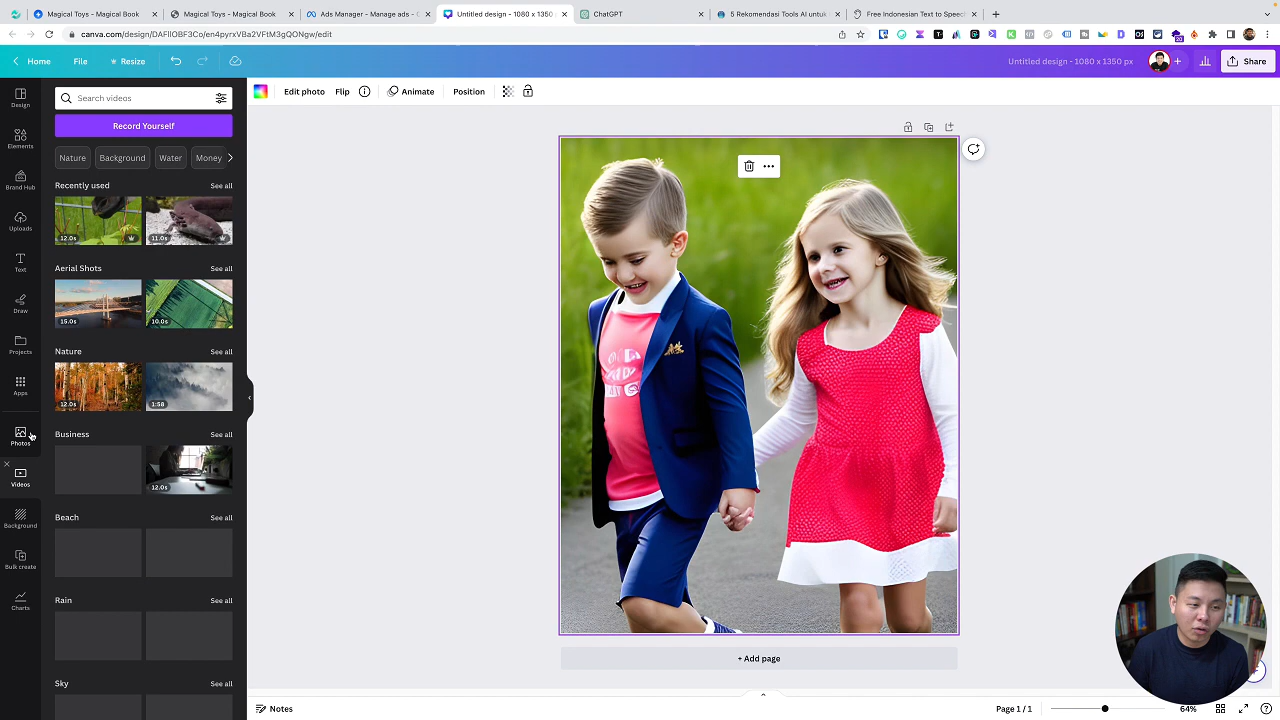 Magical Toys - Magical Book
Magical Toys - Magical Book
Ads Manager - Manage ads - C
Untitled design - 1080 x 1350
ChatGPT
5 Rekomendasi Tools AI untuk
Free Indonesian Text to Speec
canva.com/design/DAFlIOBF3Co/en4pyrxVBa2VFtM3gQONOw/edit
Home
File
Resize
Untitled design - 1080 x 1350 px
Share
Design
Elements
Brand Hub
Uploads
Text
Draw
Projects
Apps
Photos
Videos
Background
Bulk create
Charts
Search videos
Record Yourself
Nature
Background
Water
Money
Recently used
See all
12.0s
11.0s
Aerial Shots
See all
15.0s
10.0s
Nature
See all
12.0s
1:58
Business
See all
12.0s
Beach
See all
Rain
See all
Sky
See all
Edit photo
Flip
Animate
Position
+ Add page
Notes
Page 1 / 1
64%